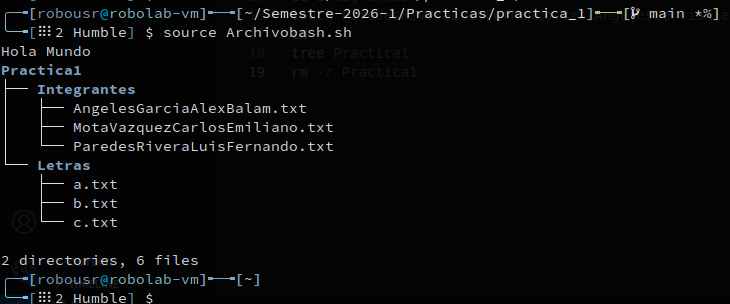 [robousr@robolab-vm]—[~/Semestre-2026-1/Practicas/practica_1]—[ main *%]
[2 Humble] $ source Archivobash.sh
Hola Mundo
18 tree Practica1
19 rm -r Practica1
Practica1
├── Integrantes
│   ├── AngelesGarciaAlexBalam.txt
│   ├── MotaVazquezCarlosEmiliano.txt
│   └── ParedesRiveraLuisFernando.txt
└── Letras
    ├── a.txt
    ├── b.txt
    └── c.txt
2 directories, 6 files
[robousr@robolab-vm]—[~]
[2 Humble] $